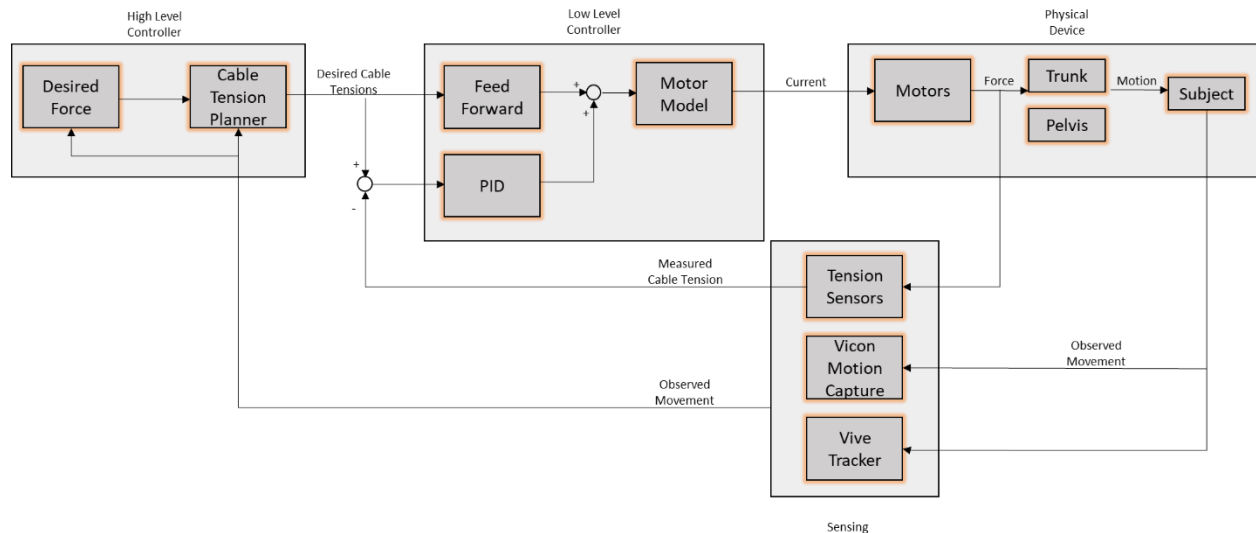 High Level
Controller
Low Level
Controller
Physical
Device
Desired
Force
Cable
Tension
Planner
Desired Cable
Tensions
Feed
Forward
+
+
Motor
Model
Current
Motors
Force
Trunk
Pelvis
Motion
Subject
+
-
PID
Measured
Cable Tension
Tension
Sensors
Vicon
Motion
Capture
Observed
Movement
Observed
Movement
Vive
Tracker
Sensing